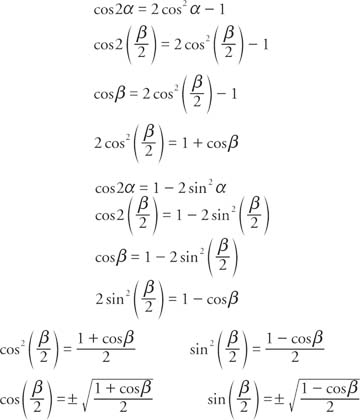 cos2α = 2 cos² α − 1
cos2(β/2) = 2 cos²(β/2) − 1
cosβ = 2 cos²(β/2) − 1
2 cos²(β/2) = 1 + cosβ
cos2α = 1 − 2 sin² α
cos2(β/2) = 1 − 2 sin²(β/2)
cosβ = 1 − 2 sin²(β/2)
2 sin²(β/2) = 1 − cosβ
cos²(β/2) = (1 + cosβ)/2 sin²(β/2) = (1 − cosβ)/2
cos(β/2) = ± √((1 + cosβ)/2) sin(β/2) = ± √((1 − cosβ)/2)